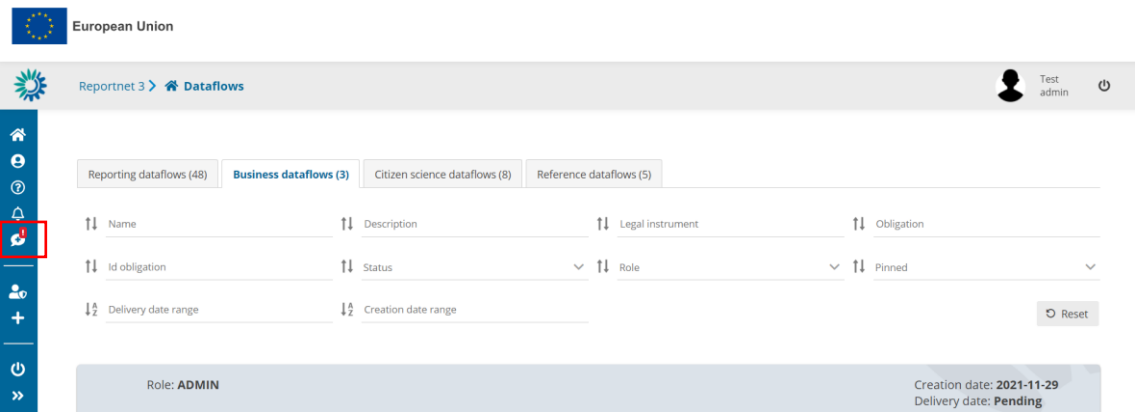 European Union
Reportnet 3 Dataflows
Test
admin
Reporting dataflows (48) Business dataflows (3) Citizen science dataflows (8) Reference dataflows (5)
Name Description Legal instrument Obligation
Id obligation Status Role Pinned
Delivery date range Creation date range Reset
Role: ADMIN Creation date: 2021-11-29
Delivery date: Pending